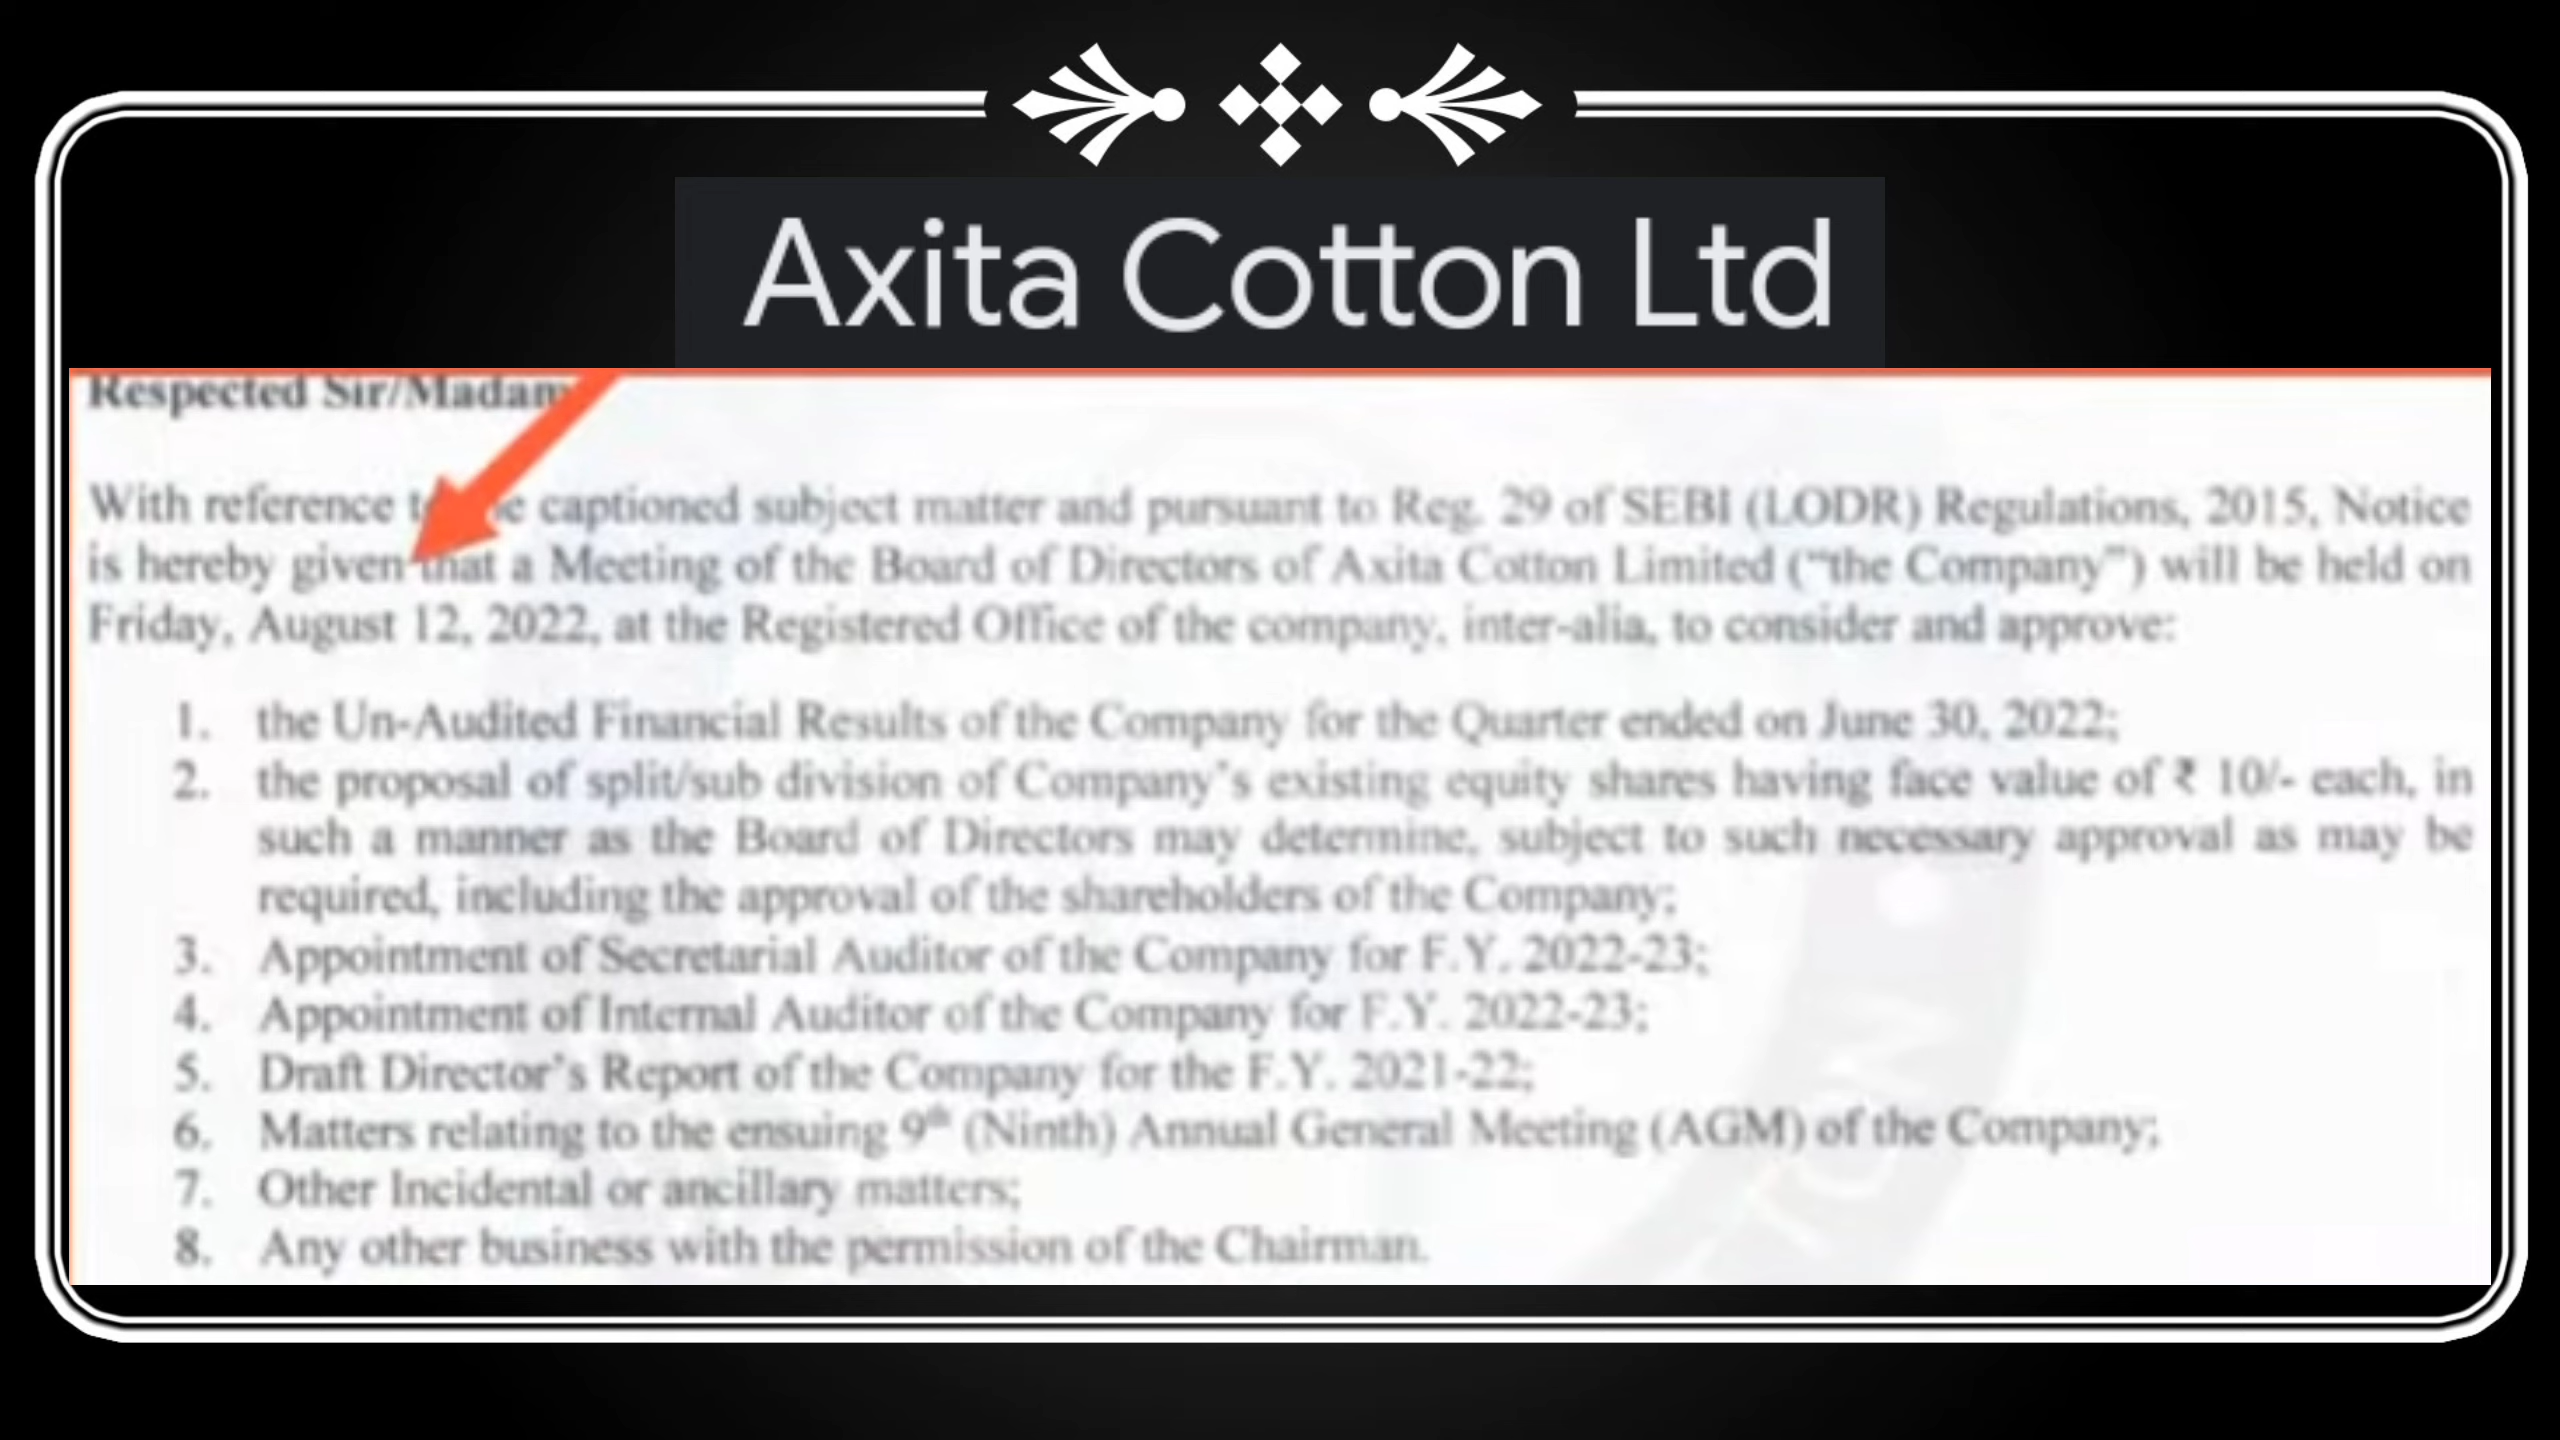 Axita Cotton Ltd
Respected Sir/Madam
With reference captioned subject matter and pursuant to Reg. 29 of SEBI (LODR) Regulations, 2015, Notice
is hereby given that a Meeting of the Board of Directors of Axita Cotton Limited (“the Company”) will be held on
Friday, August 12, 2022, at the Registered Office of the company, inter-alia, to consider and approve:
1. the Un-Audited Financial Results of the Company for the Quarter ended on June 30, 2022;
2. the proposal of split/sub division of Company’s existing equity shares having face value of ₹ 10/- each, in
such a manner as the Board of Directors may determine, subject to such necessary approval as may be
required, including the approval of the shareholders of the Company;
3. Appointment of Secretarial Auditor of the Company for F.Y. 2022-23;
4. Appointment of Internal Auditor of the Company for F.Y. 2022-23;
5. Draft Director’s Report of the Company for the F.Y. 2021-22;
6. Matters relating to the ensuing 9th (Ninth) Annual General Meeting (AGM) of the Company;
7. Other Incidental or ancillary matters;
8. Any other business with the permission of the Chairman.